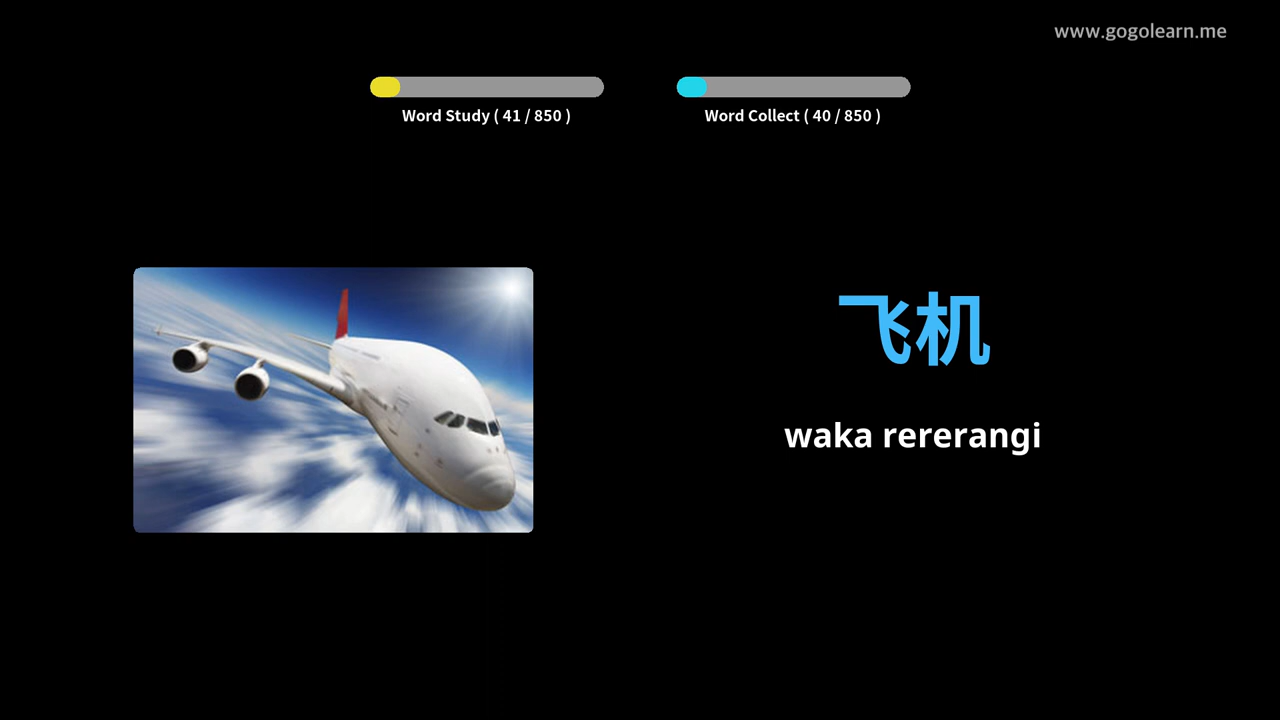 www.gogolearn.me
Word Study ( 41 / 850 )
Word Collect ( 40 / 850 )
飞机
waka rererangi